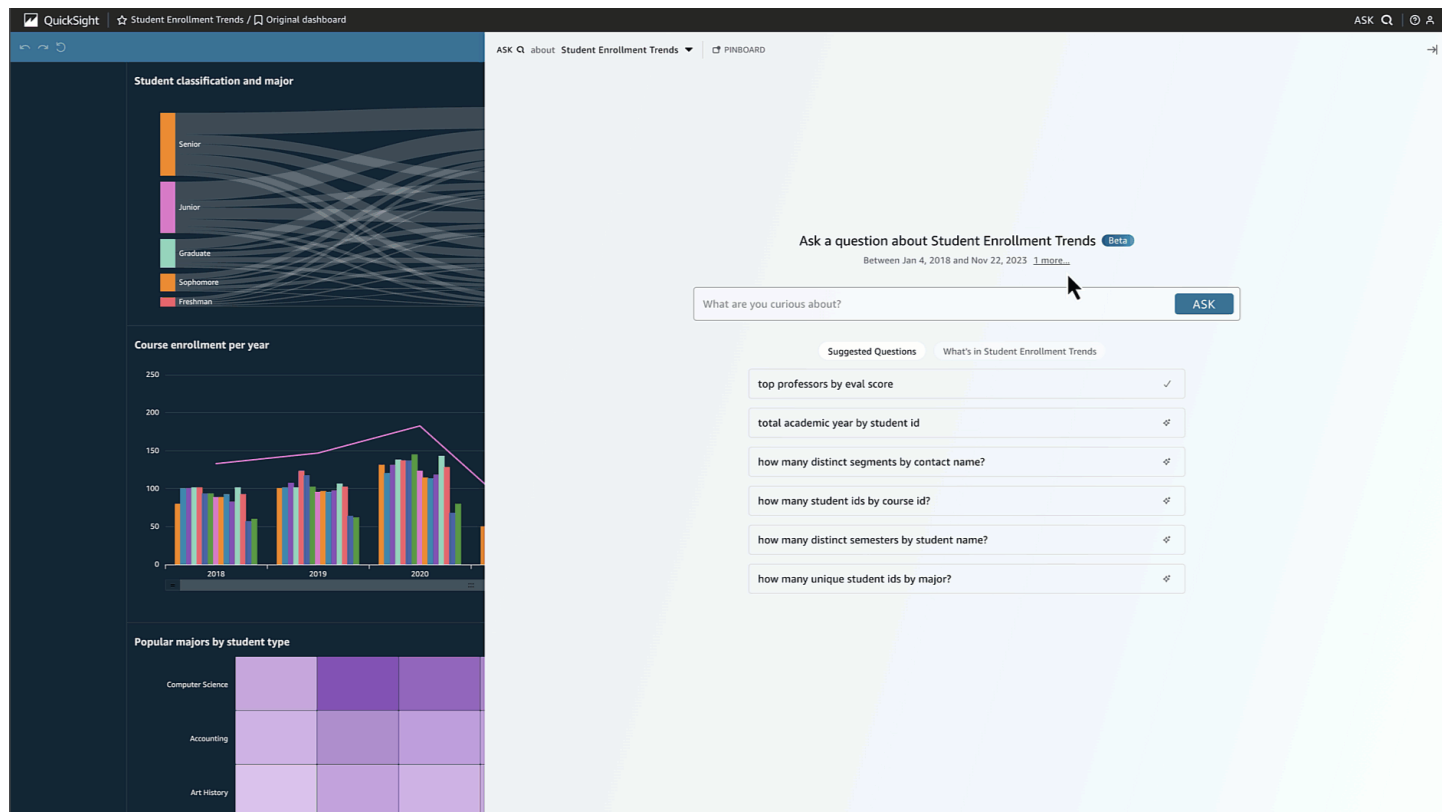 QuickSight Student Enrollment Trends / Original dashboard ASK Q
ASK Q about Student Enrollment Trends PINBOARD
Student classification and major
Senior
Junior
Graduate
Sophomore
Freshman
Course enrollment per year
250
200
150
100
50
0
2018 2019 2020
Popular majors by student type
Computer Science
Accounting
Art History
Ask a question about Student Enrollment Trends Beta
Between Jan 4, 2018 and Nov 22, 2023 1 more...
What are you curious about? ASK
Suggested Questions What's in Student Enrollment Trends
top professors by eval score
total academic year by student id
how many distinct segments by contact name?
how many student ids by course id?
how many distinct semesters by student name?
how many unique student ids by major?